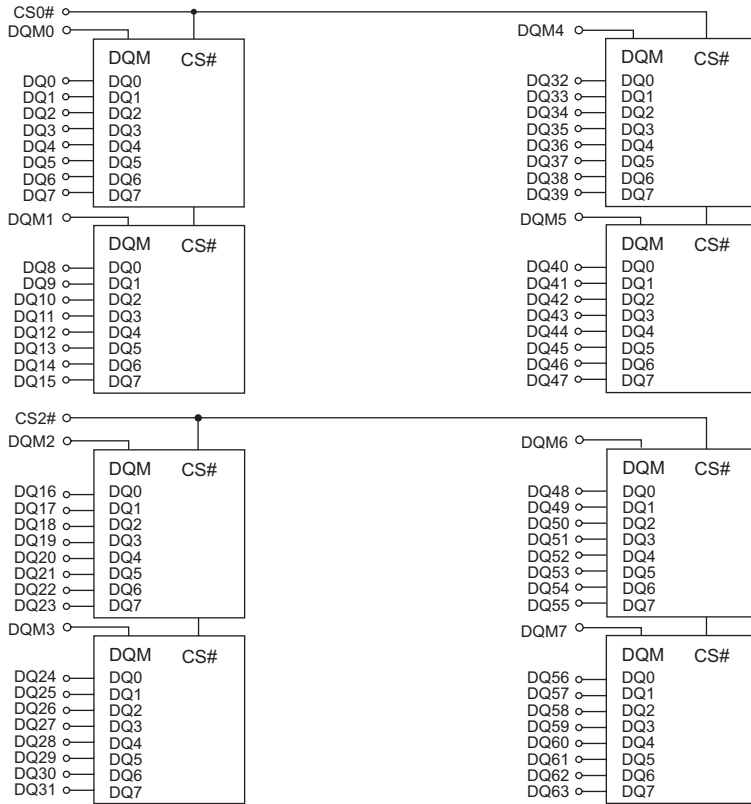 CS0#
DQM0
DQM CS#
DQ0 DQ0
DQ1 DQ1
DQ2 DQ2
DQ3 DQ3
DQ4 DQ4
DQ5 DQ5
DQ6 DQ6
DQ7 DQ7
DQM1
DQM CS#
DQ8 DQ0
DQ9 DQ1
DQ10 DQ2
DQ11 DQ3
DQ12 DQ4
DQ13 DQ5
DQ14 DQ6
DQ15 DQ7
DQM4
DQM CS#
DQ32 DQ0
DQ33 DQ1
DQ34 DQ2
DQ35 DQ3
DQ36 DQ4
DQ37 DQ5
DQ38 DQ6
DQ39 DQ7
DQM5
DQM CS#
DQ40 DQ0
DQ41 DQ1
DQ42 DQ2
DQ43 DQ3
DQ44 DQ4
DQ45 DQ5
DQ46 DQ6
DQ47 DQ7
CS2#
DQM2
DQM CS#
DQ16 DQ0
DQ17 DQ1
DQ18 DQ2
DQ19 DQ3
DQ20 DQ4
DQ21 DQ5
DQ22 DQ6
DQ23 DQ7
DQM3
DQM CS#
DQ24 DQ0
DQ25 DQ1
DQ26 DQ2
DQ27 DQ3
DQ28 DQ4
DQ29 DQ5
DQ30 DQ6
DQ31 DQ7
DQM6
DQM CS#
DQ48 DQ0
DQ49 DQ1
DQ50 DQ2
DQ51 DQ3
DQ52 DQ4
DQ53 DQ5
DQ54 DQ6
DQ55 DQ7
DQM7
DQM CS#
DQ56 DQ0
DQ57 DQ1
DQ58 DQ2
DQ59 DQ3
DQ60 DQ4
DQ61 DQ5
DQ62 DQ6
DQ63 DQ7